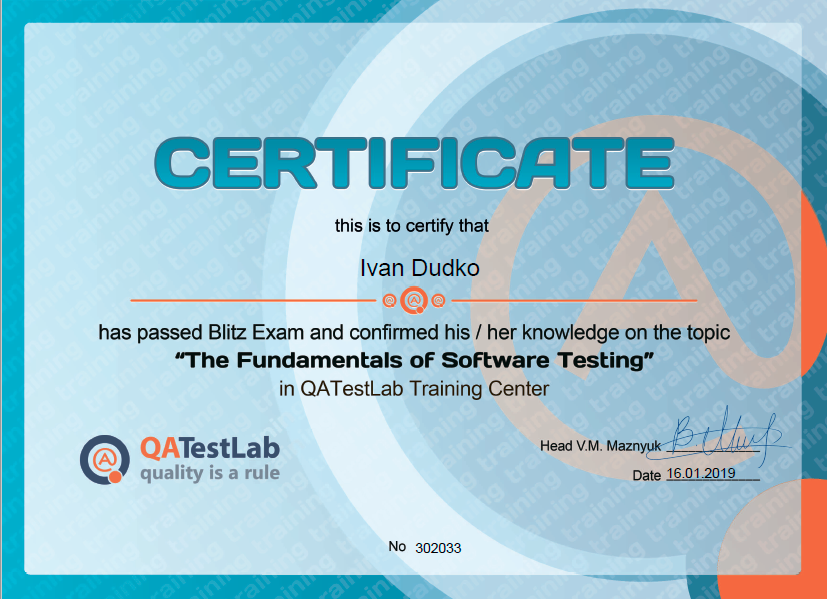 CERTIFICATE
this is to certify that
Ivan Dudko
has passed Blitz Exam and confirmed his / her knowledge on the topic
“The Fundamentals of Software Testing”
in QATestLab Training Center
QATestLab
quality is a rule
Head V.M. Maznyuk
Date 16.01.2019
No 302033